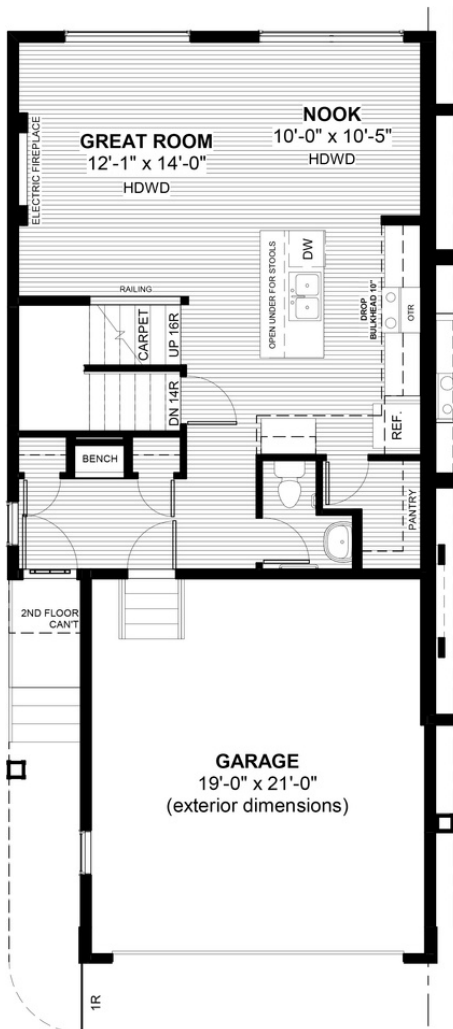 NOOK
10'-0" x 10'-5"
HDWD
GREAT ROOM
12'-1" x 14'-0"
HDWD
ELECTRIC FIREPLACE
DW
OPEN UNDER FOR STOOLS
DROP
BULKHEAD 10"
OTR
RAILING
CARPET
UP 16R
DN 14R
REF.
BENCH
PANTRY
2ND FLOOR
CAN'T
GARAGE
19'-0" x 21'-0"
(exterior dimensions)
1R